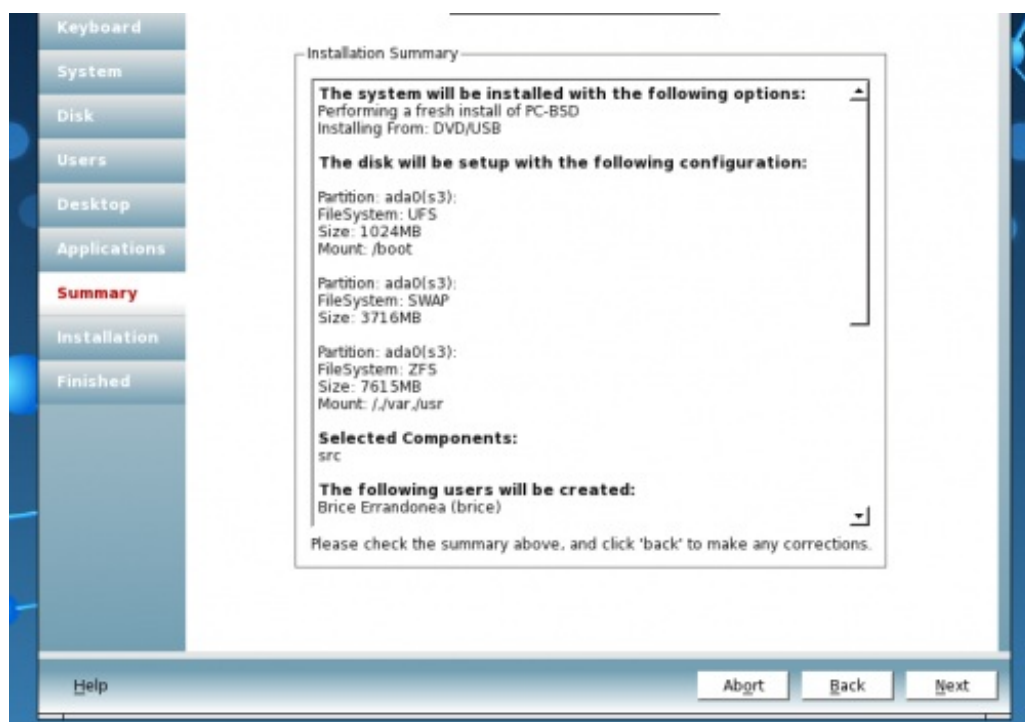 Keyboard
System
Disk
Users
Desktop
Applications
Summary
Installation
Finished
Installation Summary
The system will be installed with the following options:
Performing a fresh install of PC-BSD
Installing From: DVD/USB
The disk will be setup with the following configuration:
Partition: ada0(s3):
FileSystem: UFS
Size: 1024MB
Mount: /boot
Partition: ada0(s3):
FileSystem: SWAP
Size: 3716MB
Partition: ada0(s3):
FileSystem: ZFS
Size: 7615MB
Mount: /,/var,/usr
Selected Components:
src
The following users will be created:
Brice Errandonea (brice)
Please check the summary above, and click 'back' to make any corrections.
Help
Abort
Back
Next